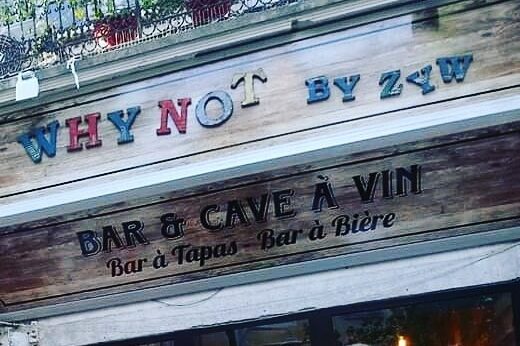 WHY NOT BY ZYW
BAR & CAVE À VIN
Bar à Tapas Bar à Bière